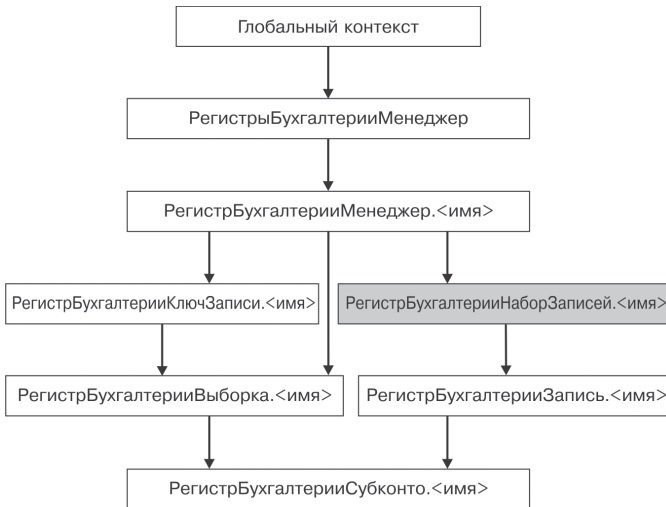 Глобальный контекст
РегистрыБухгалтерииМенеджер
РегистрБухгалтерииМенеджер.<имя>
РегистрБухгалтерииКлючЗаписи.<имя>
РегистрБухгалтерииНаборЗаписей.<имя>
РегистрБухгалтерииВыборка.<имя>
РегистрБухгалтерииЗапись.<имя>
РегистрБухгалтерииСубконто.<имя>